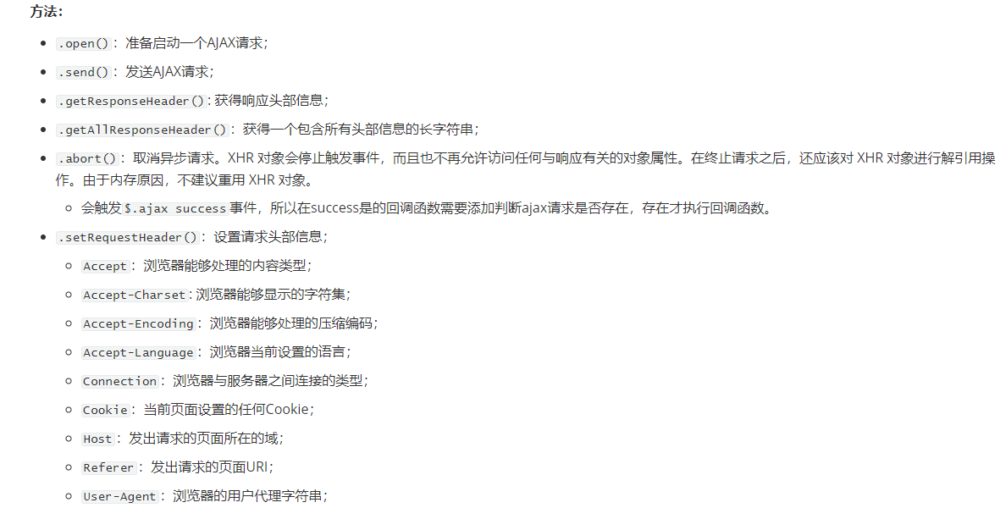 方法：
.open()：准备启动一个AJAX请求；
.send()：发送AJAX请求；
.getResponseHeader()：获得响应头部信息；
.getAllResponseHeader()：获得一个包含所有头部信息的长字符串；
.abort()：取消异步请求。XHR 对象会停止触发事件，而且也不再允许访问任何与响应有关的对象属性。在终止请求之后，还应该对 XHR 对象进行解引用操
作。由于内存原因，不建议重用 XHR 对象。
会触发 $.ajax success 事件，所以在success是的回调函数需要添加判断ajax请求是否存在，存在才执行回调函数。
.setRequestHeader()：设置请求头部信息；
Accept：浏览器能够处理的内容类型；
Accept-Charset：浏览器能够显示的字符集；
Accept-Encoding：浏览器能够处理的压缩编码；
Accept-Language：浏览器当前设置的语言；
Connection：浏览器与服务器之间连接的类型；
Cookie：当前页面设置的任何Cookie；
Host：发出请求的页面所在的域；
Referer：发出请求的页面URI；
User-Agent：浏览器的用户代理字符串；